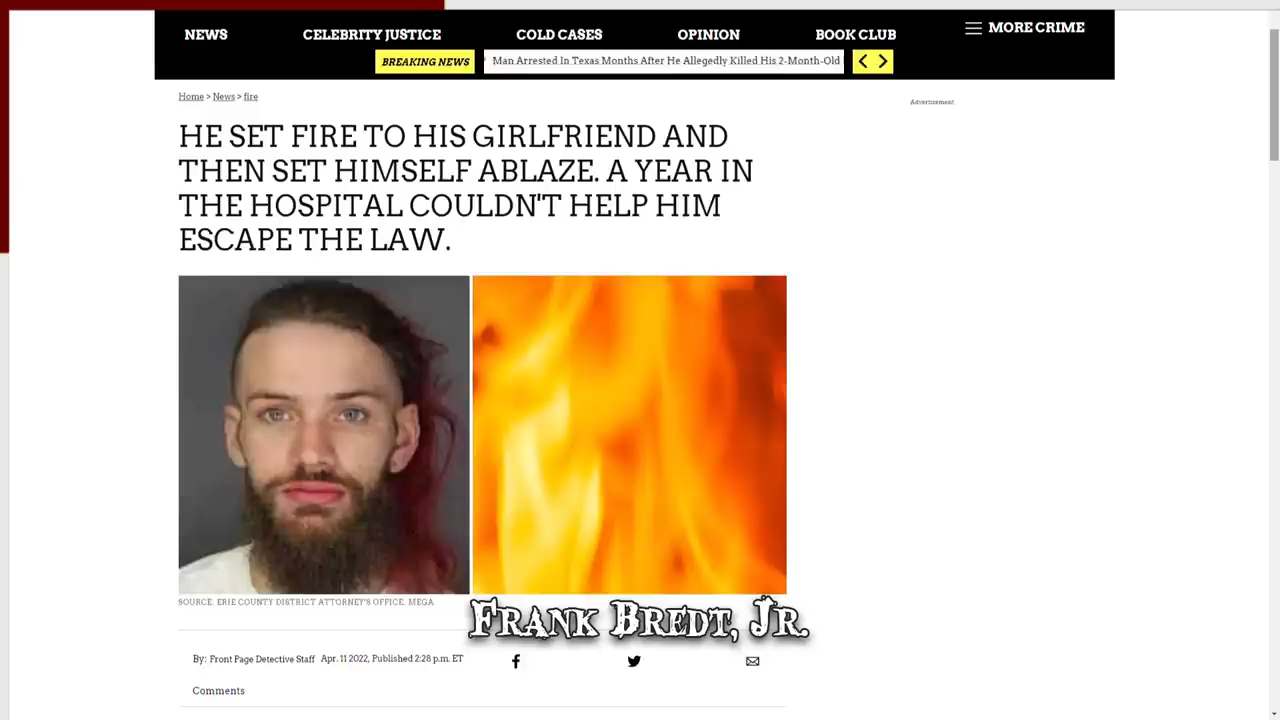 NEWS CELEBRITY JUSTICE COLD CASES OPINION BOOK CLUB MORE CRIME
BREAKING NEWS Man Arrested In Texas Months After He Allegedly Killed His 2-Month-Old
Home > News > fire
Advertisement
HE SET FIRE TO HIS GIRLFRIEND AND
THEN SET HIMSELF ABLAZE. A YEAR IN
THE HOSPITAL COULDN'T HELP HIM
ESCAPE THE LAW.
SOURCE: ERIE COUNTY DISTRICT ATTORNEY'S OFFICE. MEGA
FRANK BREDT, JR.
By: Front Page Detective Staff Apr. 11 2022, Published 2:28 p.m. ET
Comments